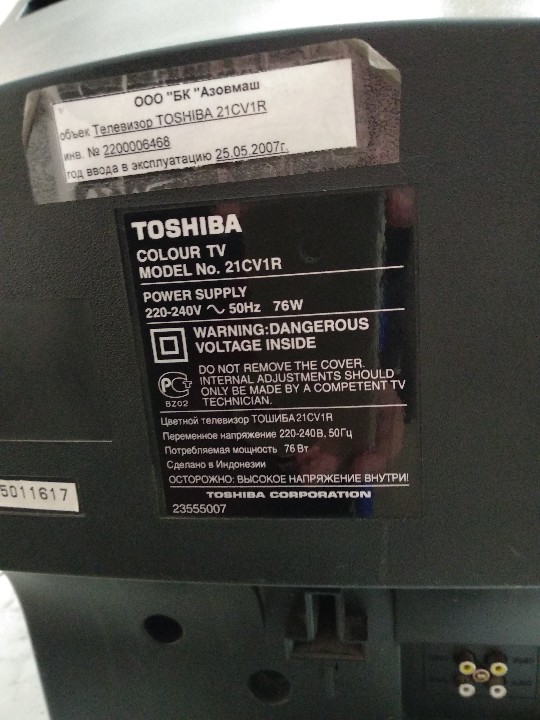 ООО "БК "Азовмаш
объек Телевизор TOSHIBA 21CV1R
инв. № 2200006468
год ввода в эксплуатацию 25.05.2007г.
TOSHIBA
COLOUR TV
MODEL No. 21CV1R
POWER SUPPLY
220-240V ~ 50Hz 76W
WARNING:DANGEROUS
VOLTAGE INSIDE
DO NOT REMOVE THE COVER.
INTERNAL ADJUSTMENTS SHOULD
ONLY BE MADE BY A COMPETENT TV
TECHNICIAN.
BZ02
Цветной телевизор ТОШИБА21CV1R
Переменное напряжение 220-240В, 50Гц
Потребляемая мощность 76 Вт
Сделано в Индонезии
ОСТОРОЖНО: ВЫСОКОЕ НАПРЯЖЕНИЕ ВНУТРИ!
TOSHIBA CORPORATION
23555007
5011617